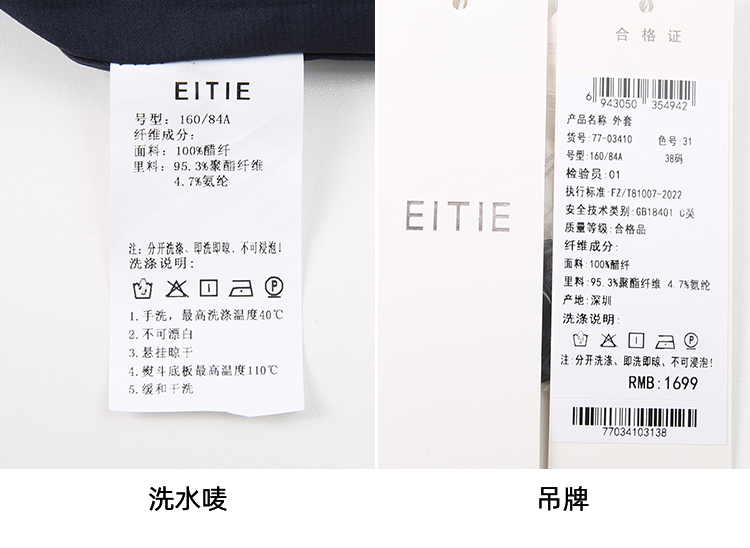 EITIE
号型：160/84A
纤维成分：
面料：100%醋纤
里料：95.3%聚酯纤维
4.7%氨纶
注：分开洗涤、即洗即晾、不可浸泡！
洗涤说明：
P
1.手洗，最高洗涤温度40℃
2.不可漂白
3.悬挂晾干
4.熨斗底板最高温度110℃
5.缓和干洗
洗水唛
EITIE
合格证
6 943050 354942
产品名称：外套
货号：77-03410 色号：31
号型：160/84A 38码
检验员：01
执行标准：FZ/T81007-2022
安全技术类别：GB18401 C类
质量等级：合格品
纤维成分：
面料：100%醋纤
里料：95.3%聚酯纤维 4.7%氨纶
产地：深圳
洗涤说明：
P
注：分开洗涤、即洗即晾、不可浸泡！
RMB：1699
77034103138
吊牌